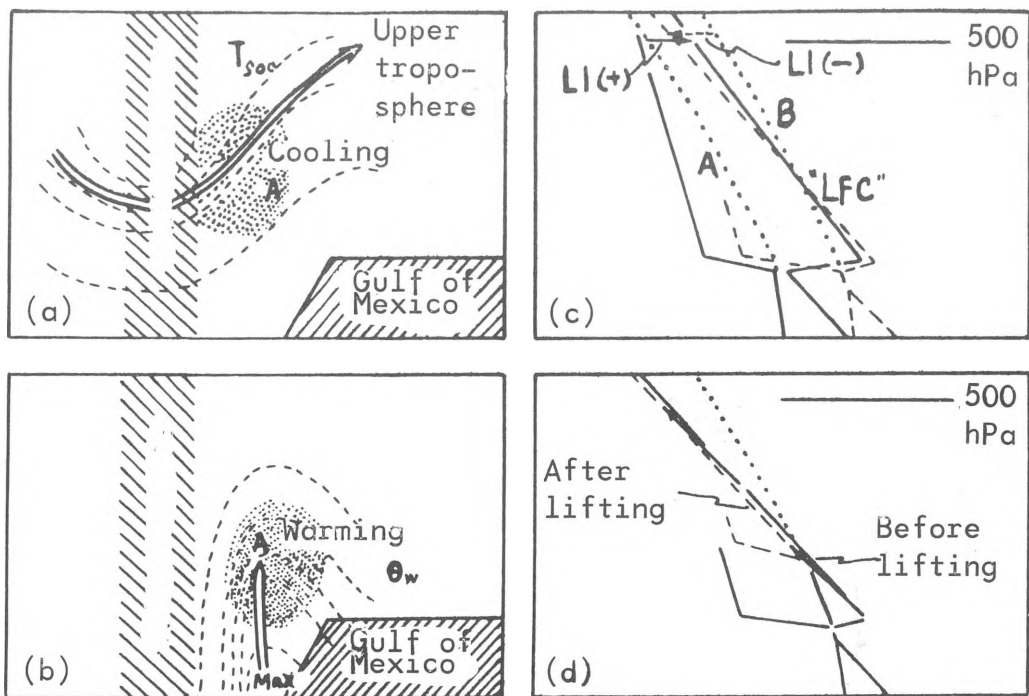 T500
Upper
tropo-
sphere
Cooling
A
Gulf of
Mexico
(a)
500
hPa
LI(+)
LI(-)
B
A
"LFC"
(c)
Warming
A
θw
Gulf of
Mexico
Max
(b)
500
hPa
After
lifting
Before
lifting
(d)